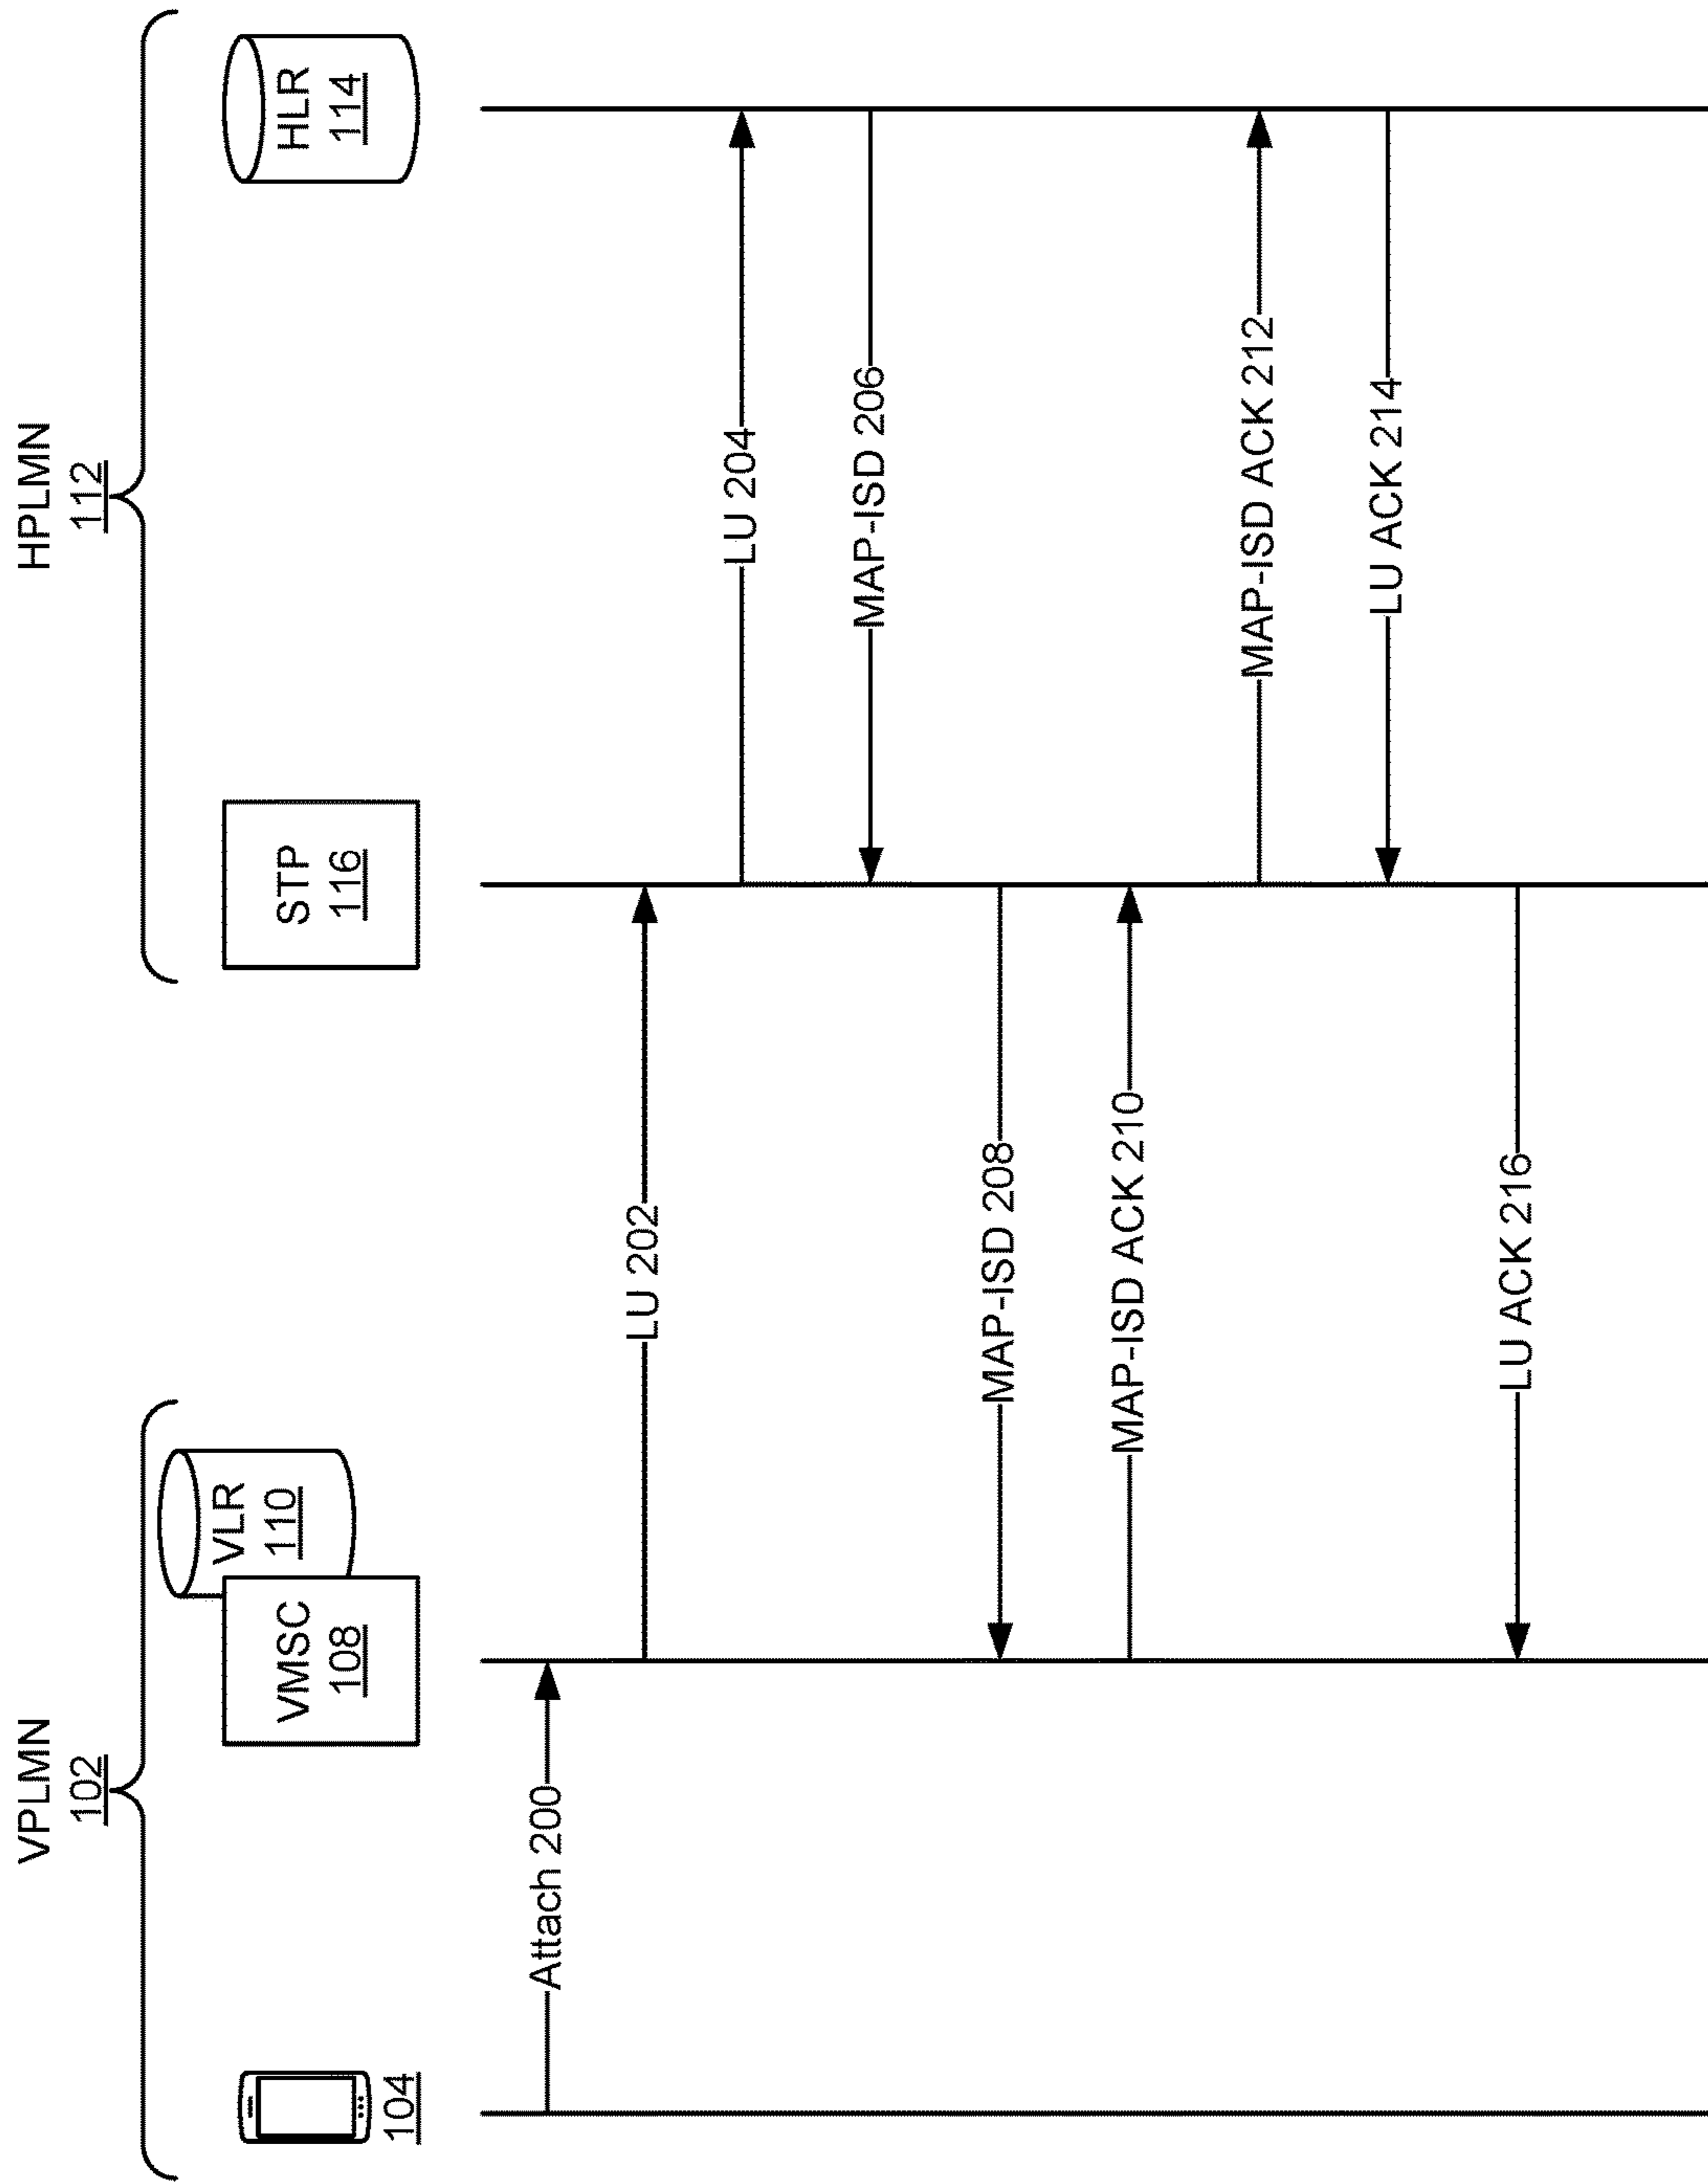 VPLMN
102
HPLMN
112
104
VMSC
108
VLR
110
STP
116
HLR
114
Attach 200
LU 202
LU 204
MAP-ISD 206
MAP-ISD 208
MAP-ISD ACK 210
MAP-ISD ACK 212
LU ACK 214
LU ACK 216